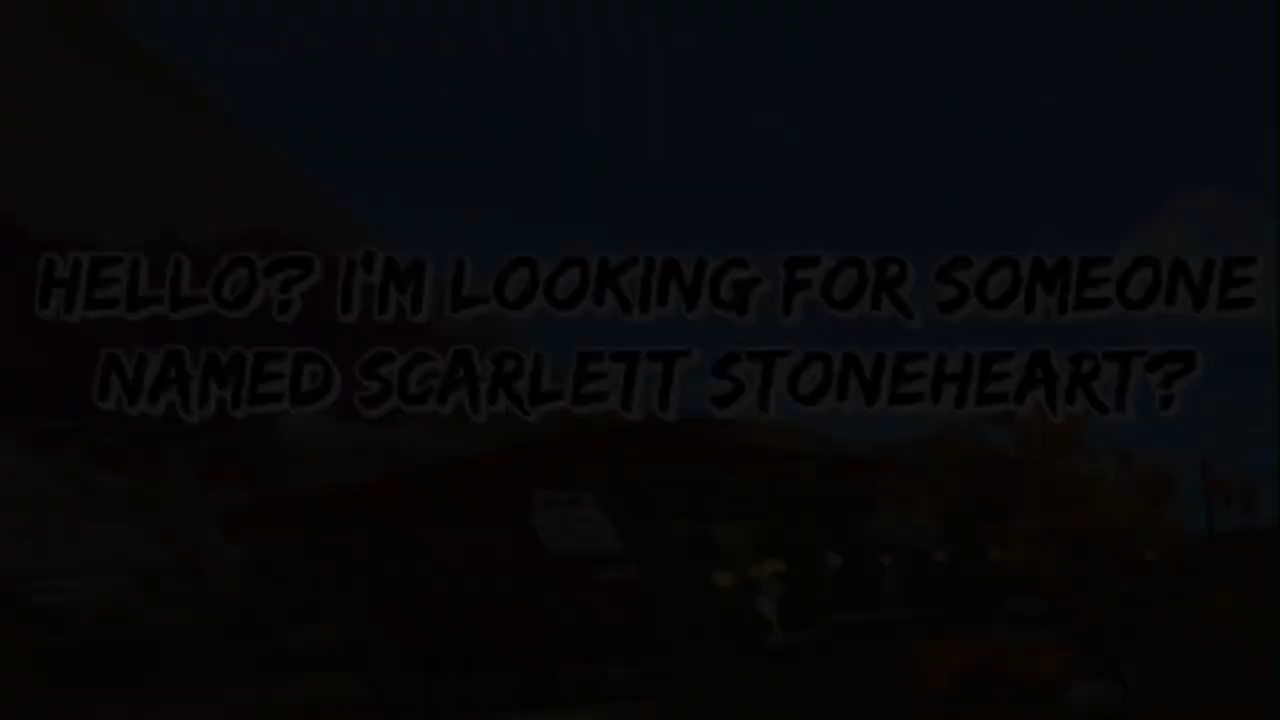 HELLO? I'M LOOKING FOR SOMEONE
NAMED SCARLETT STONEHEART?